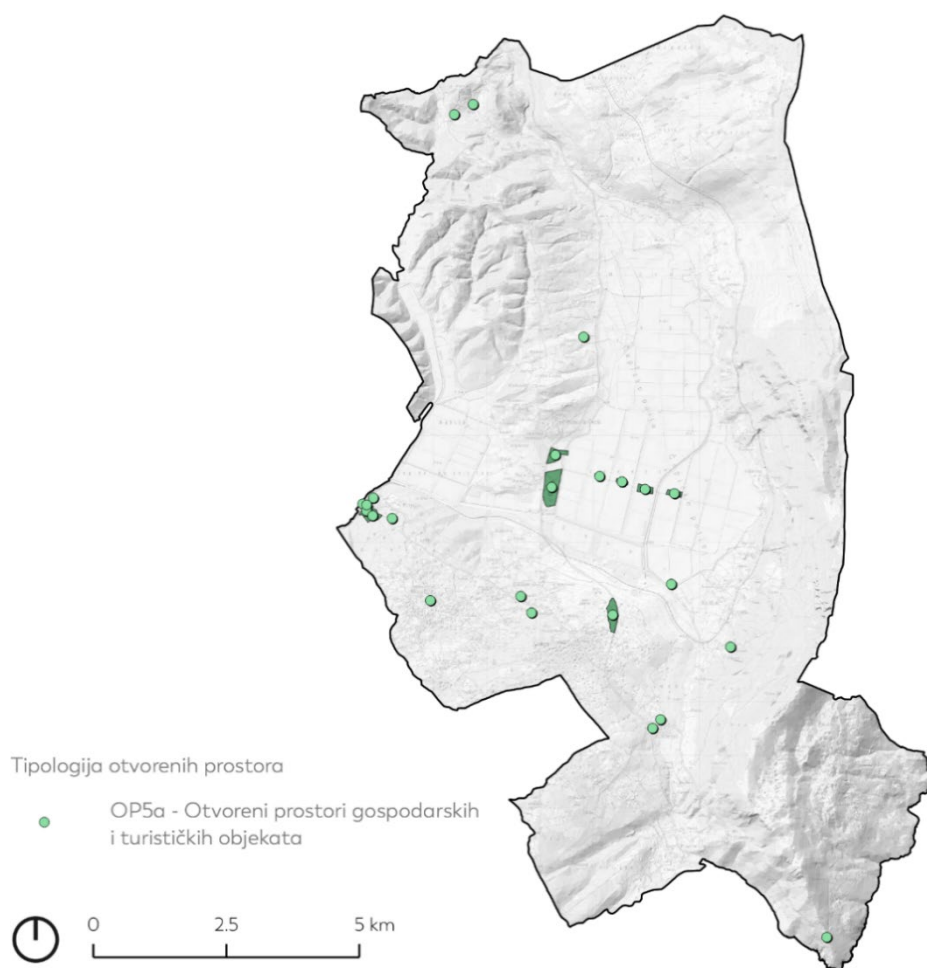 Tipologija otvorenih prostora
OP5a - Otvoreni prostori gospodarskih
i turističkih objekata
0 2.5 5 km